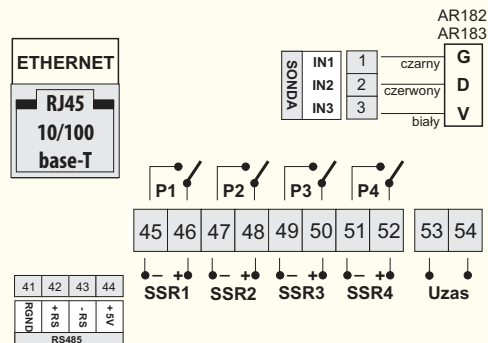 AR182
AR183
ETHERNET
RJ45
10/100
base-T
SONDA
IN1 1 czarny G
IN2 2 czerwony D
IN3 3 biały V
P1 P2 P3 P4
45 46 47 48 49 50 51 52 53 54
– + – + – + – +
SSR1 SSR2 SSR3 SSR4 Uzas
41 42 43 44
RGND + RS - RS + 5V
RS485